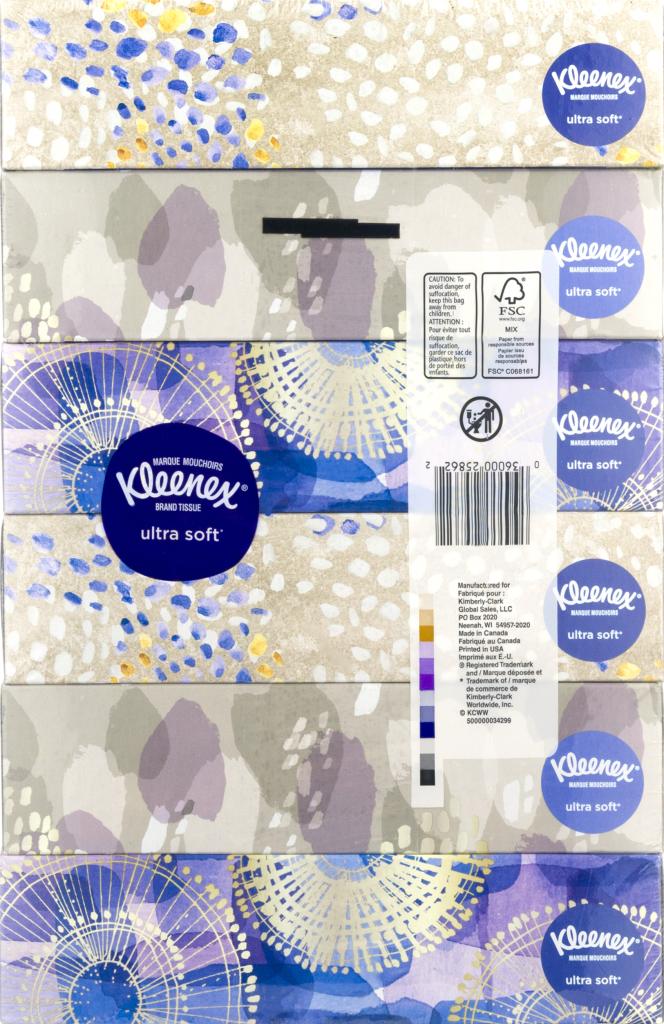 Kleenex®
MARQUE MOUCHOIRS
ultra soft*
Kleenex®
MARQUE MOUCHOIRS
ultra soft*
CAUTION: To
avoid danger of
suffocation,
keep this bag
away from
children.
ATTENTION :
Pour éviter tout
risque de
suffocation,
garder ce sac de
plastique hors
de portée des
enfants.
FSC
www.fsc.org
MIX
Paper from
responsible sources
Papier issu
de sources
responsables
FSC® C068161
Kleenex®
MARQUE MOUCHOIRS
ultra soft*
MARQUE MOUCHOIRS
Kleenex®
BRAND TISSUE
ultra soft*
0 36000 25862 2
Kleenex®
MARQUE MOUCHOIRS
ultra soft*
Manufactured for
Fabriqué pour :
Kimberly-Clark
Global Sales, LLC
PO Box 2020
Neenah, WI 54957-2020
Made in Canada
Fabriqué au Canada
Printed in USA
Imprimé aux É.-U.
® Registered Trademark
and / Marque déposée et
* Trademark of / marque
de commerce de
Kimberly-Clark
Worldwide, Inc.
© KCWW
500000034299
Kleenex®
MARQUE MOUCHOIRS
ultra soft*
Kleenex®
MARQUE MOUCHOIRS
ultra soft*